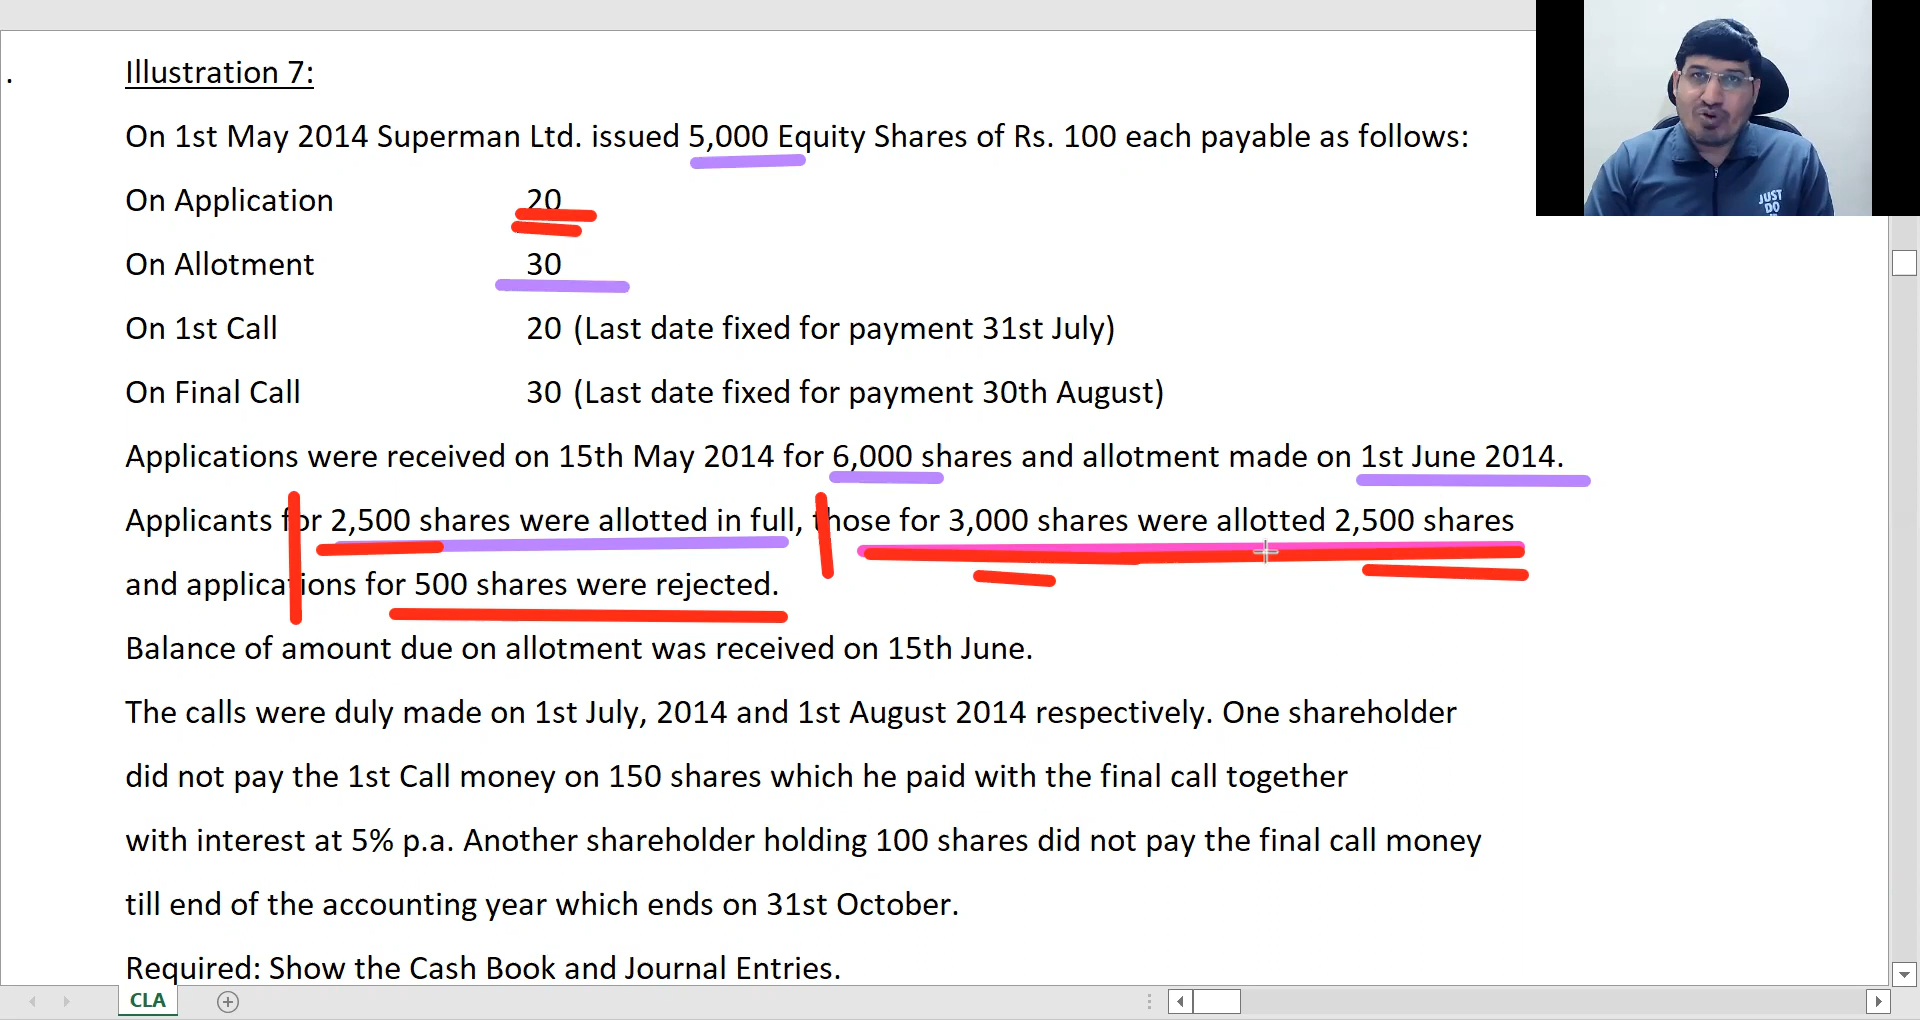 Illustration 7:
On 1st May 2014 Superman Ltd. issued 5,000 Equity Shares of Rs. 100 each payable as follows:
On Application 20
On Allotment 30
On 1st Call 20 (Last date fixed for payment 31st July)
On Final Call 30 (Last date fixed for payment 30th August)
Applications were received on 15th May 2014 for 6,000 shares and allotment made on 1st June 2014.
Applicants for 2,500 shares were allotted in full, those for 3,000 shares were allotted 2,500 shares
and applications for 500 shares were rejected.
Balance of amount due on allotment was received on 15th June.
The calls were duly made on 1st July, 2014 and 1st August 2014 respectively. One shareholder
did not pay the 1st Call money on 150 shares which he paid with the final call together
with interest at 5% p.a. Another shareholder holding 100 shares did not pay the final call money
till end of the accounting year which ends on 31st October.
Required: Show the Cash Book and Journal Entries.
CLA
JUST
DO